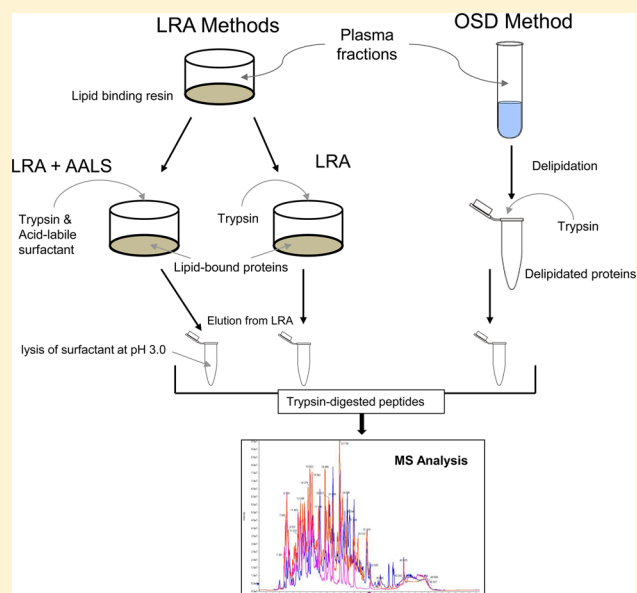 LRA Methods
OSD Method
Plasma
fractions
Lipid binding resin
LRA + AALS
LRA
Delipidation
Trypsin &
Acid-labile
surfactant
Trypsin
Trypsin
Lipid-bound proteins
Delipidated proteins
Elution from LRA
lysis of surfactant at pH 3.0
Trypsin-digested peptides
MS Analysis